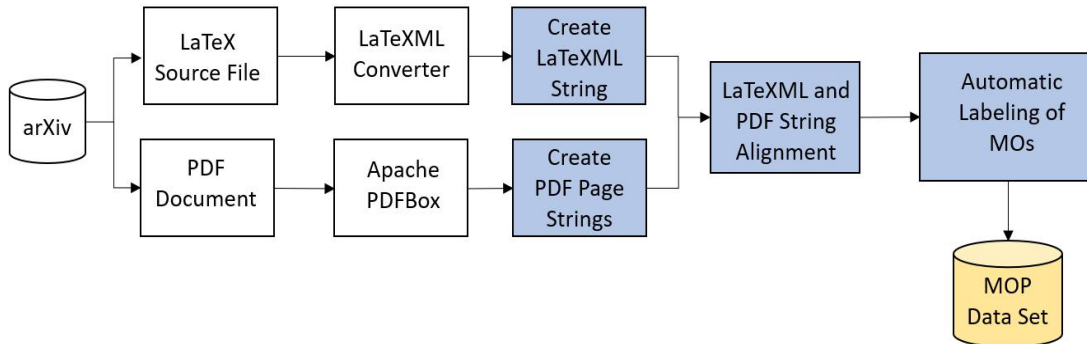 arXiv
LaTeX
Source File
LaTeXML
Converter
Create
LaTeXML
String
PDF
Document
Apache
PDFBox
Create
PDF Page
Strings
LaTeXML and
PDF String
Alignment
Automatic
Labeling of
MOs
MOP
Data Set